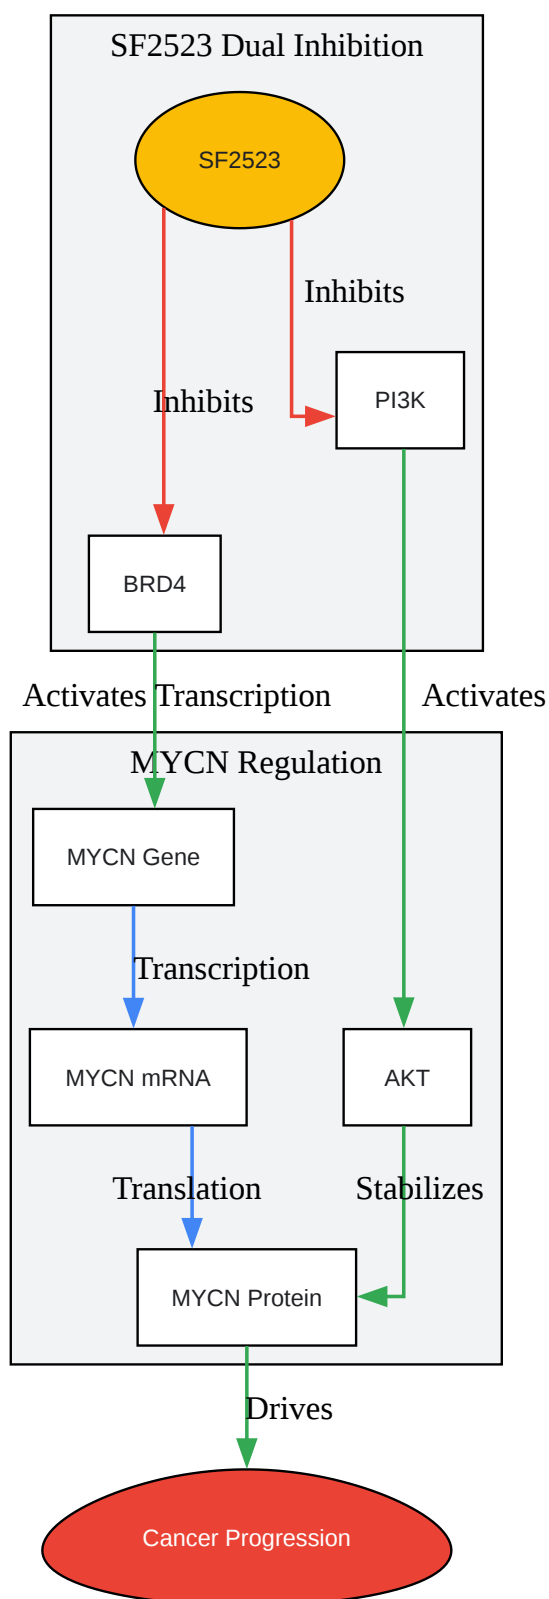 SF2523 Dual Inhibition
SF2523
Inhibits
Inhibits
PI3K
BRD4
Activates Transcription
Activates
MYCN Regulation
MYCN Gene
Transcription
MYCN mRNA
AKT
Translation
Stabilizes
MYCN Protein
Drives
Cancer Progression